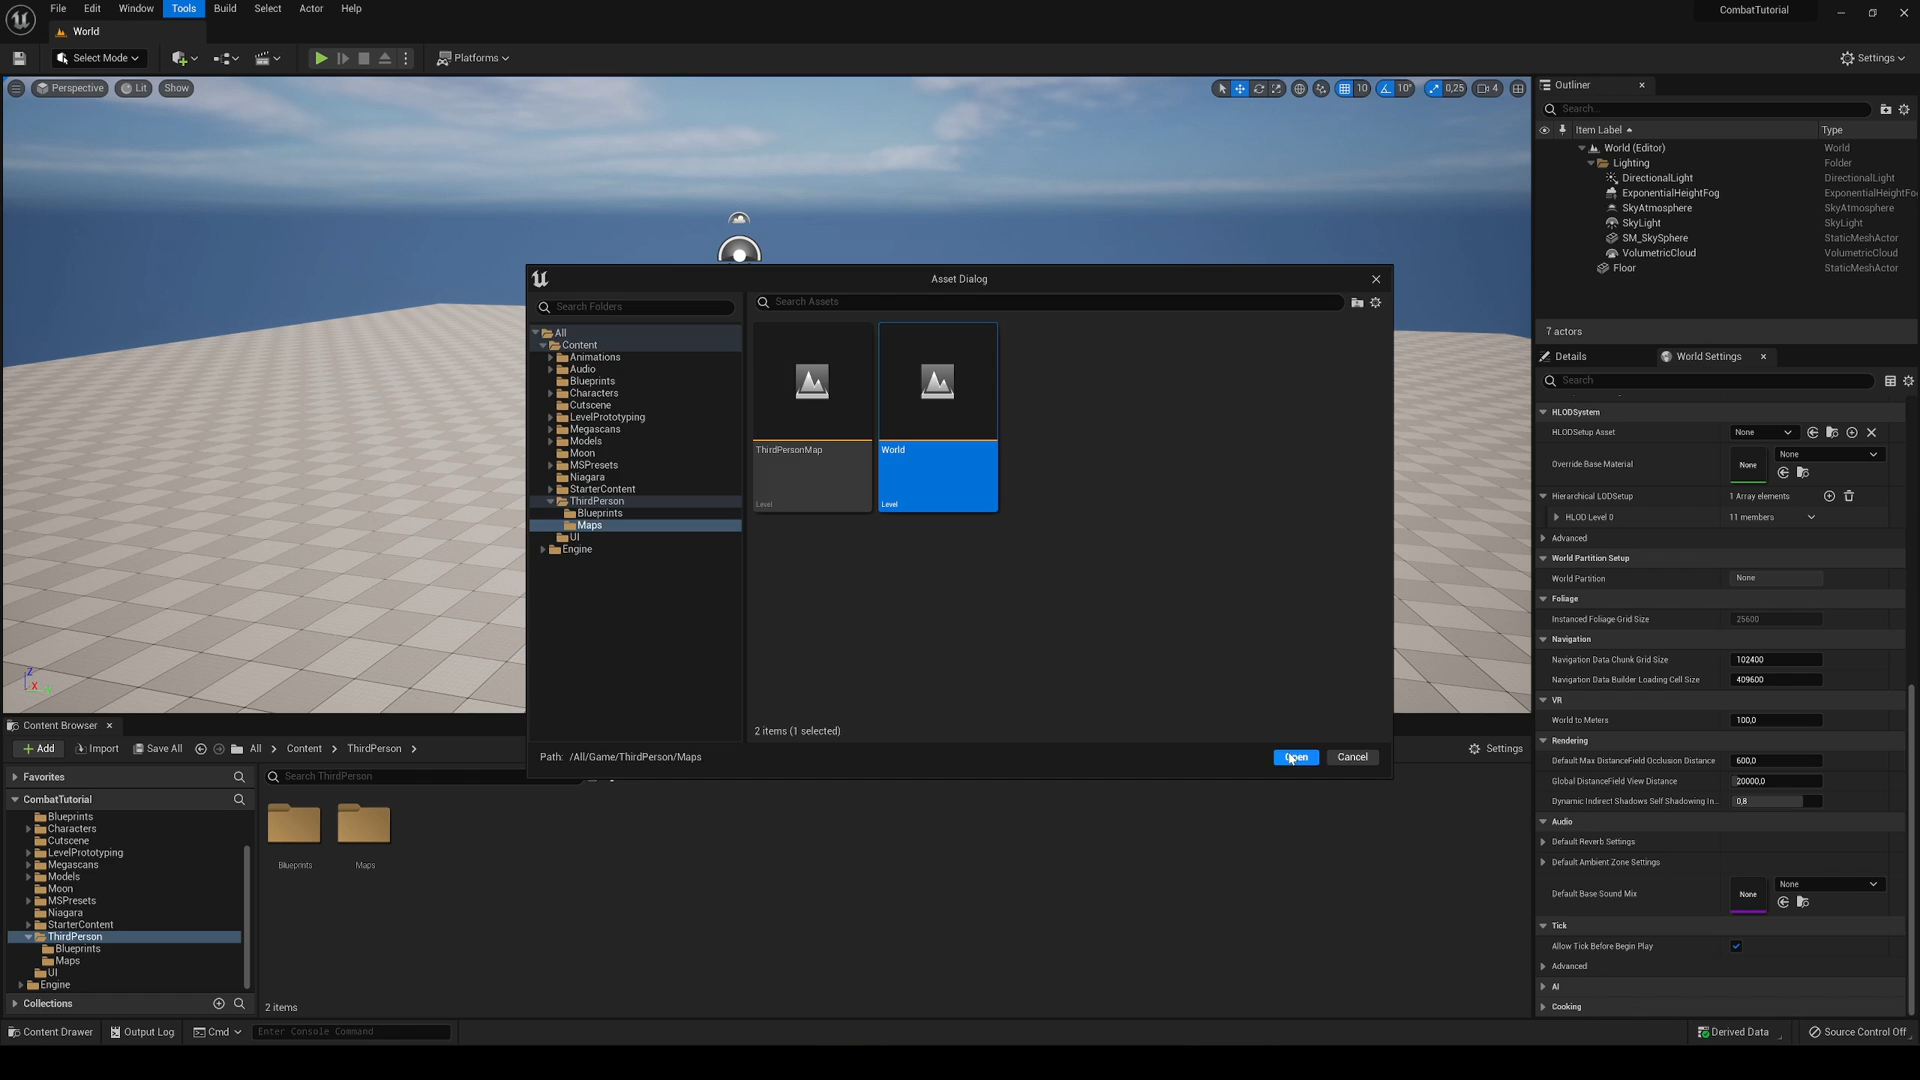 File Edit Window Tools Build Select Actor Help
CombatTutorial
World
Select Mode
Platforms
Settings
Perspective Lit Show
10 10° 0,25 4
Outliner
Search...
Item Label Type
World (Editor) World
Lighting Folder
DirectionalLight DirectionalLight
ExponentialHeightFog ExponentialHeightFo
SkyAtmosphere SkyAtmosphere
SkyLight SkyLight
SM_SkySphere StaticMeshActor
VolumetricCloud VolumetricCloud
Floor StaticMeshActor
7 actors
Details World Settings
Search
HLODSystem
HLODSetup Asset None
Override Base Material None None
Hierarchical LODSetup 1 Array elements
HLOD Level 0 11 members
Advanced
World Partition Setup
World Partition None
Foliage
Instanced Foliage Grid Size 25600
Navigation
Navigation Data Chunk Grid Size 102400
Navigation Data Builder Loading Cell Size 409600
VR
World to Meters 100,0
Rendering
Default Max DistanceField Occlusion Distance 600,0
Global DistanceField View Distance 20000,0
Dynamic Indirect Shadows Self Shadowing In... 0,8
Audio
Default Reverb Settings
Default Ambient Zone Settings
Default Base Sound Mix None None
Tick
Allow Tick Before Begin Play
Advanced
AI
Cooking
Asset Dialog
Search Folders
Search Assets
All
Content
Animations
Audio
Blueprints
Characters
Cutscene
LevelPrototyping
Megascans
Models
Moon
MSPresets
Niagara
StarterContent
ThirdPerson
Blueprints
Maps
UI
Engine
ThirdPersonMap
Level
World
Level
2 items (1 selected)
Path: /All/Game/ThirdPerson/Maps
Open Cancel
Content Browser
Add Import Save All All Content ThirdPerson
Settings
Favorites
Search ThirdPerson
CombatTutorial
Blueprints
Characters
Cutscene
LevelPrototyping
Megascans
Models
Moon
MSPresets
Niagara
StarterContent
ThirdPerson
Blueprints
Maps
UI
Engine
Collections
Blueprints Maps
2 items
Content Drawer Output Log Cmd Enter Console Command
Derived Data Source Control Off
Z
X
Y